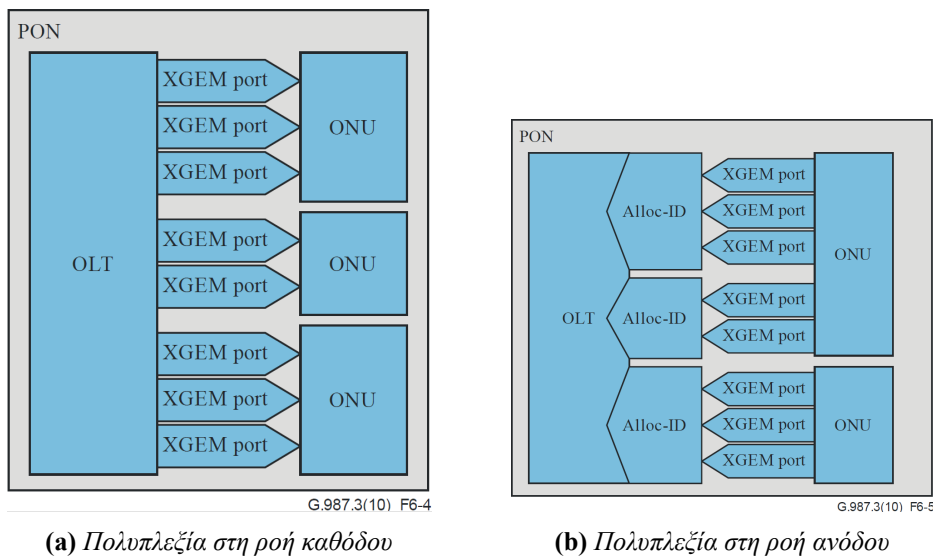 PON
XGEM port
XGEM port
XGEM port
ONU
XGEM port
XGEM port
ONU
OLT
XGEM port
XGEM port
XGEM port
ONU
G.987.3(10) F6-4
(a) Πολυπλεξία στη ροή καθόδου
PON
XGEM port
XGEM port
XGEM port
Alloc-ID
ONU
XGEM port
XGEM port
Alloc-ID
OLT
XGEM port
XGEM port
XGEM port
Alloc-ID
ONU
G.987.3(10) F6-5
(b) Πολυπλεξία στη ροή ανόδου